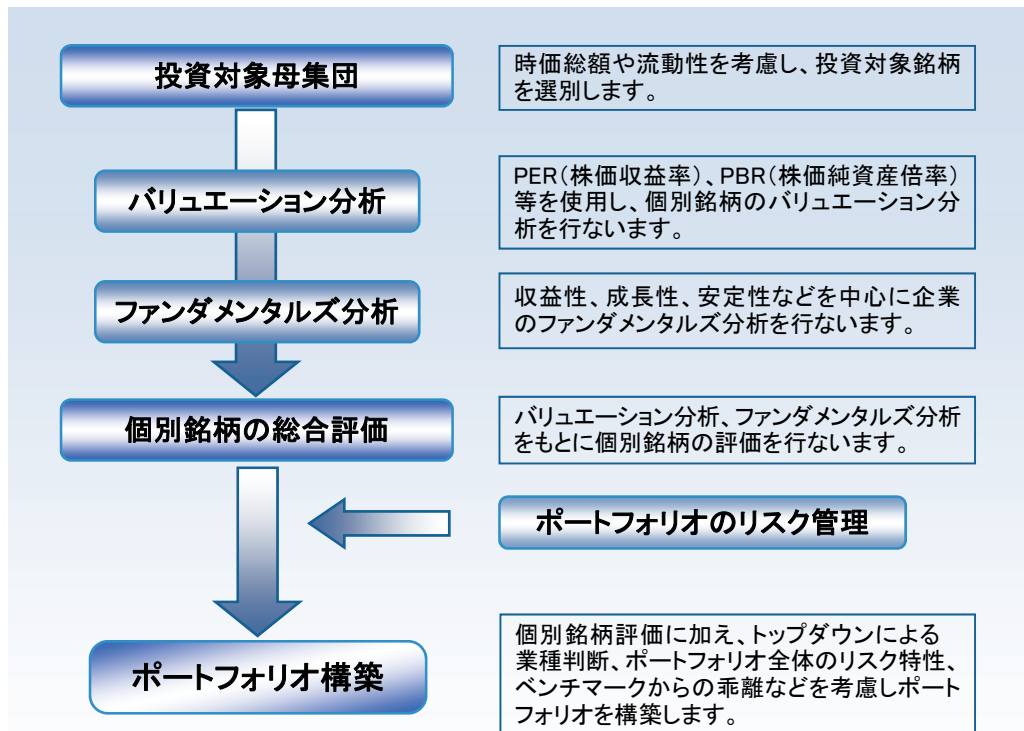 投資対象母集団
時価総額や流動性を考慮し、投資対象銘柄
を選別します。
バリュエーション分析
PER（株価収益率）、PBR（株価純資産倍率）
等を使用し、個別銘柄のバリュエーション分
析を行ないます。
ファンダメンタルズ分析
収益性、成長性、安定性などを中心に企業
のファンダメンタルズ分析を行ないます。
個別銘柄の総合評価
バリュエーション分析、ファンダメンタルズ分析
をもとに個別銘柄の評価を行ないます。
ポートフォリオのリスク管理
ポートフォリオ構築
個別銘柄評価に加え、トップダウンによる
業種判断、ポートフォリオ全体のリスク特性、
ベンチマークからの乖離などを考慮しポート
フォリオを構築します。